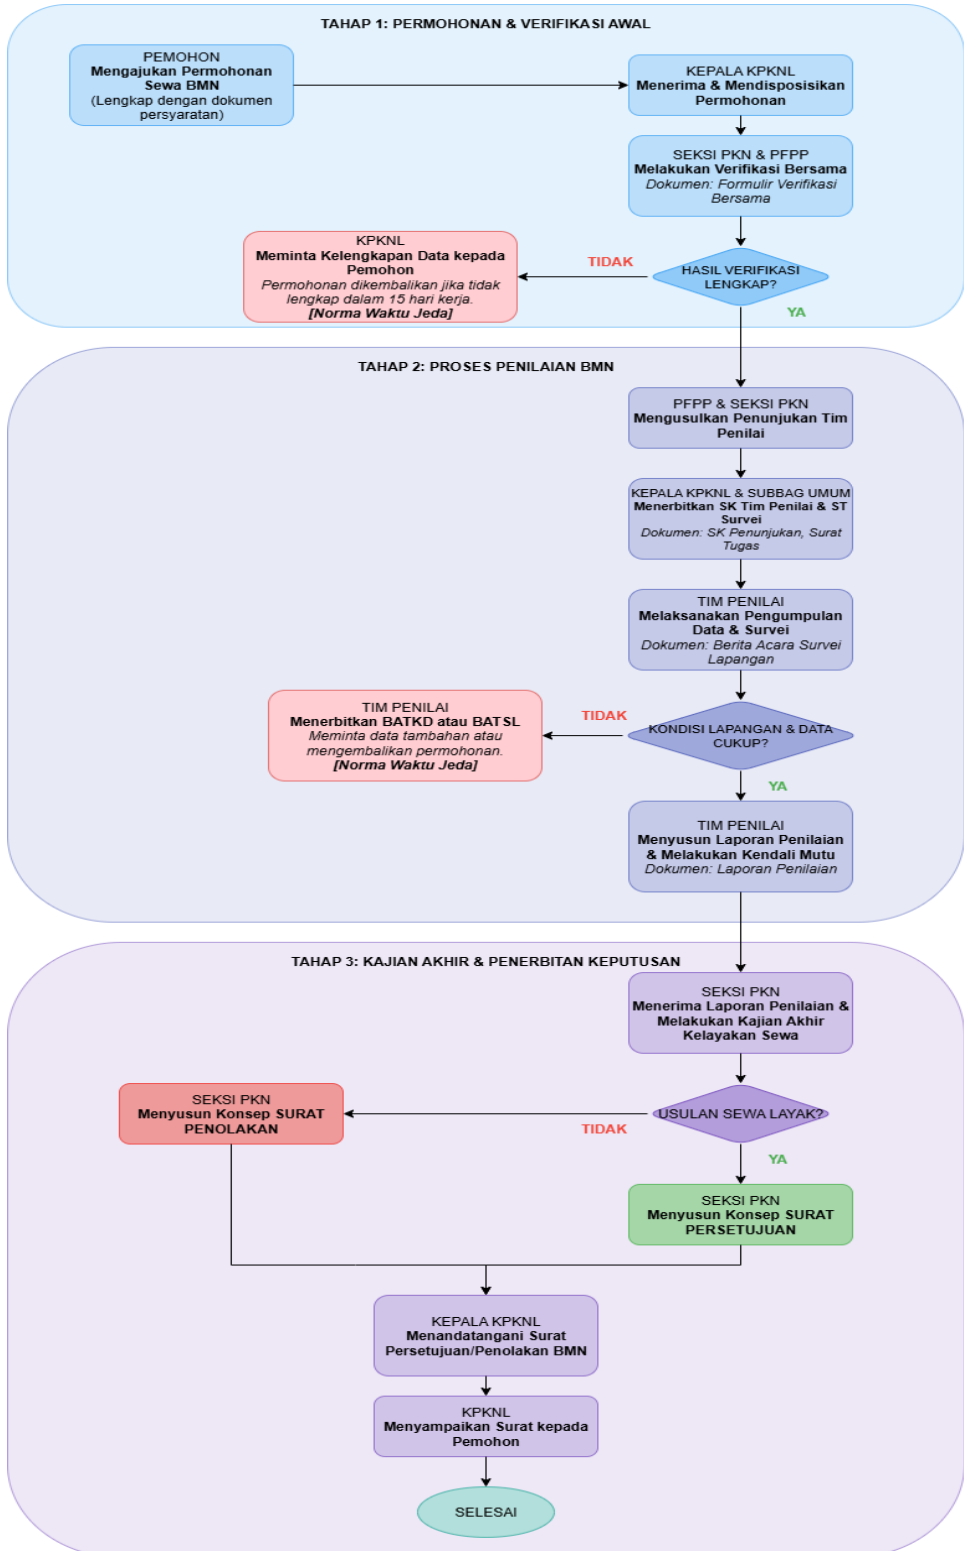 TAHAP 1: PERMOHONAN & VERIFIKASI AWAL
PEMOHON
Mengajukan Permohonan
Sewa BMN
(Lengkap dengan dokumen
persyaratan)
KEPALA KPKNL
Menerima & Mendisposisikan
Permohonan
SEKSI PKN & PFPP
Melakukan Verifikasi Bersama
Dokumen: Formulir Verifikasi
Bersama
HASIL VERIFIKASI
LENGKAP?
TIDAK
KPKNL
Meminta Kelengkapan Data kepada
Pemohon
Permohonan dikembalikan jika tidak
lengkap dalam 15 hari kerja.
[Norma Waktu Jeda]
YA
TAHAP 2: PROSES PENILAIAN BMN
PFPP & SEKSI PKN
Mengusulkan Penunjukan Tim
Penilai
KEPALA KPKNL & SUBBAG UMUM
Menerbitkan SK Tim Penilai & ST
Survei
Dokumen: SK Penunjukan, Surat
Tugas
TIM PENILAI
Melaksanakan Pengumpulan
Data & Survei
Dokumen: Berita Acara Survei
Lapangan
KONDISI LAPANGAN & DATA
CUKUP?
TIDAK
TIM PENILAI
Menerbitkan BATKD atau BATSL
Meminta data tambahan atau
mengembalikan permohonan.
[Norma Waktu Jeda]
YA
TIM PENILAI
Menyusun Laporan Penilaian
& Melakukan Kendali Mutu
Dokumen: Laporan Penilaian
TAHAP 3: KAJIAN AKHIR & PENERBITAN KEPUTUSAN
SEKSI PKN
Menerima Laporan Penilaian &
Melakukan Kajian Akhir
Kelayakan Sewa
USULAN SEWA LAYAK?
TIDAK
SEKSI PKN
Menyusun Konsep SURAT
PENOLAKAN
YA
SEKSI PKN
Menyusun Konsep SURAT
PERSETUJUAN
KEPALA KPKNL
Menandatangani Surat
Persetujuan/Penolakan BMN
KPKNL
Menyampaikan Surat kepada
Pemohon
SELESAI